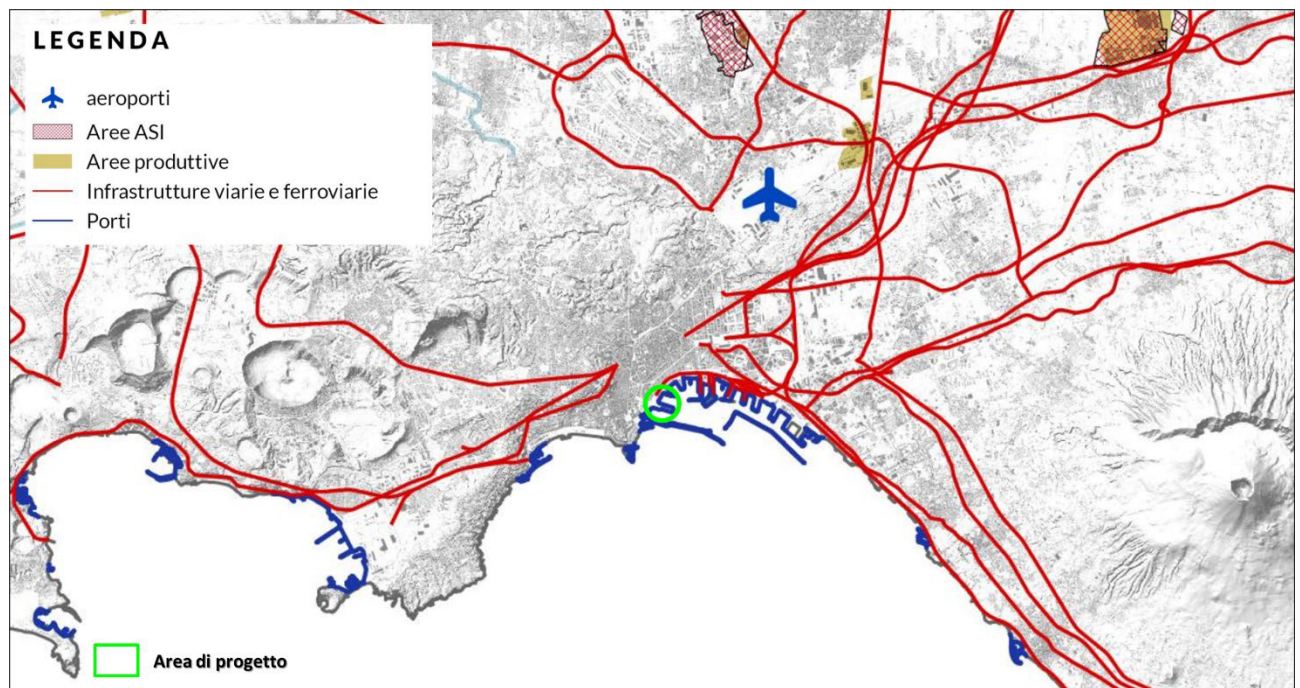 LEGENDA
aeroporti
Aree ASI
Aree produttive
Infrastrutture viarie e ferroviarie
Porti
Area di progetto